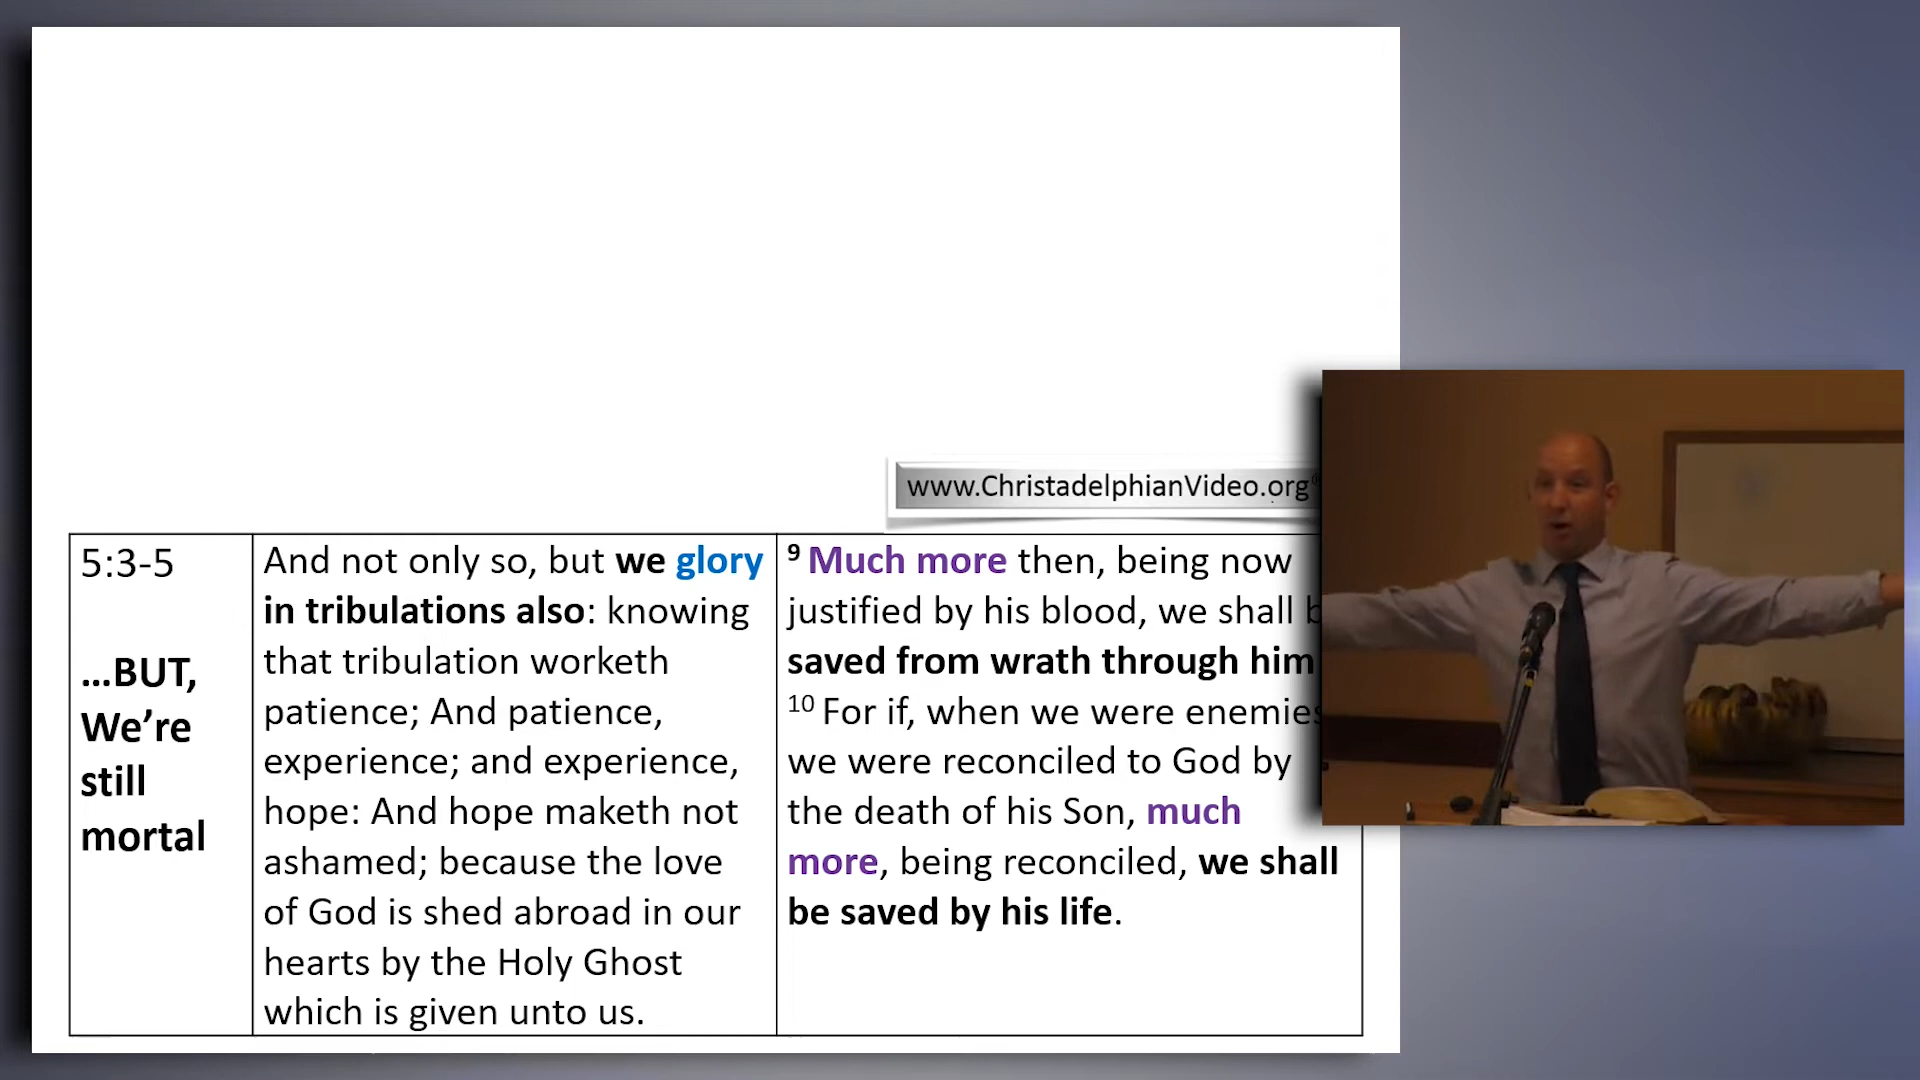 www.ChristadelphianVideo.org
5:3-5
...BUT,
We're
still
mortal
And not only so, but we glory
in tribulations also: knowing
that tribulation worketh
patience; And patience,
experience; and experience,
hope: And hope maketh not
ashamed; because the love
of God is shed abroad in our
hearts by the Holy Ghost
which is given unto us.
9 Much more then, being now
justified by his blood, we shall
saved from wrath through him
10 For if, when we were enemies
we were reconciled to God by
the death of his Son, much
more, being reconciled, we shall
be saved by his life.